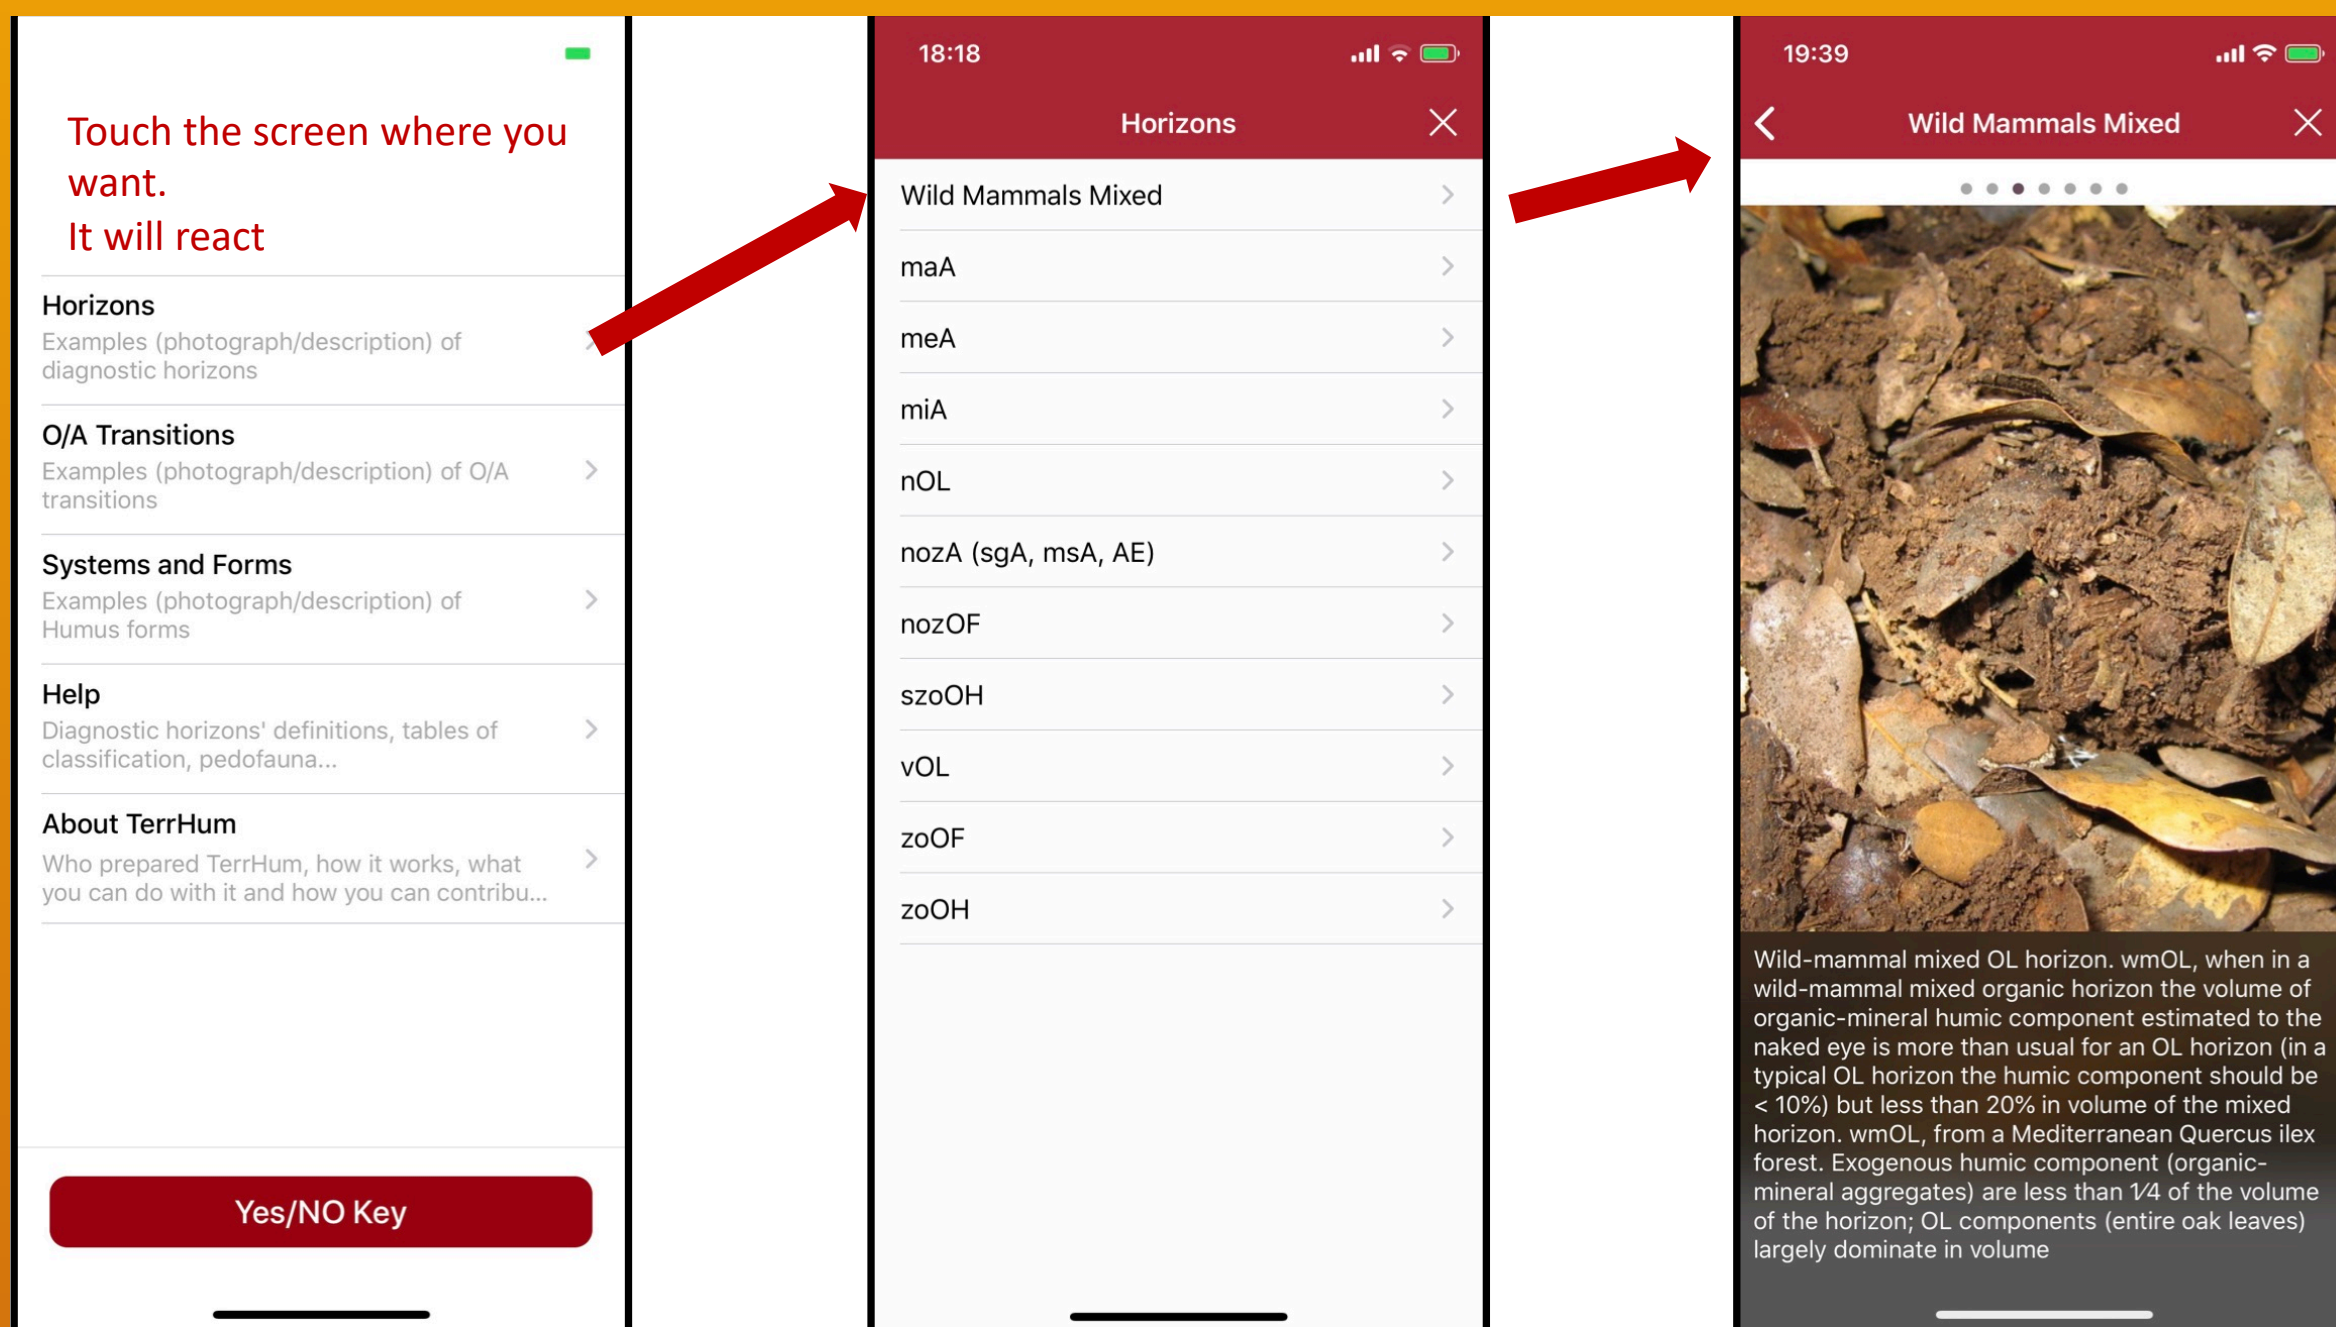 Touch the screen where you
want.
It will react
Horizons
Examples (photograph/description) of
diagnostic horizons
O/A Transitions
Examples (photograph/description) of O/A
transitions
Systems and Forms
Examples (photograph/description) of
Humus forms
Help
Diagnostic horizons' definitions, tables of
classification, pedofauna...
About TerrHum
Who prepared TerrHum, how it works, what
you can do with it and how you can contribu...
Yes/NO Key
18:18
Horizons
Wild Mammals Mixed
maA
meA
miA
nOL
nozA (sgA, msA, AE)
nozOF
szoOH
vOL
zoOF
zoOH
19:39
Wild Mammals Mixed
Wild-mammal mixed OL horizon. wmOL, when in a
wild-mammal mixed organic horizon the volume of
organic-mineral humic component estimated to the
naked eye is more than usual for an OL horizon (in a
typical OL horizon the humic component should be
< 10%) but less than 20% in volume of the mixed
horizon. wmOL, from a Mediterranean Quercus ilex
forest. Exogenous humic component (organic-
mineral aggregates) are less than 1⁄4 of the volume
of the horizon; OL components (entire oak leaves)
largely dominate in volume